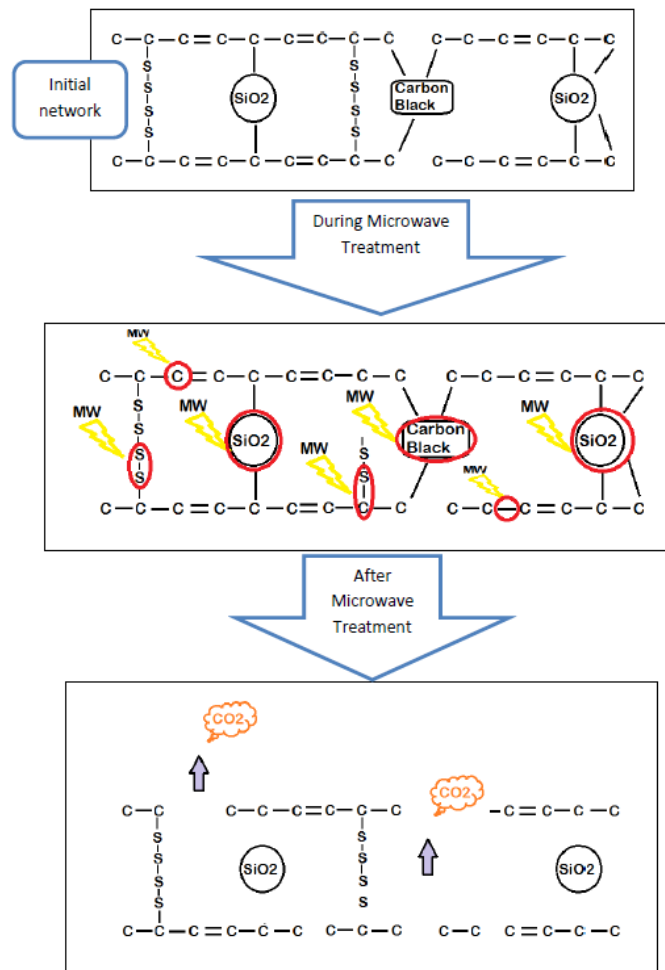 C — C — C = C — C — C = C — C — C C — C — C = C — C — C
Initial
network
S
S
S
S
S
SiO2
S
S
S
S
S
Carbon
Black
SiO2
C — C — C = C — C — C = C — C — C C — C — C = C — C — C
During Microwave
Treatment
MW
C — C — C = C — C — C = C — C — C C — C — C = C — C — C
MW
S
S
S
S
S
MW
SiO2
MW
S
S
MW
Carbon
Black
MW
SiO2
MW
C — C — C = C — C — C = C — C — C C — C — C = C — C — C
After
Microwave
Treatment
CO2
CO2
C — C C — C — C = C — C — C — C = C — C — C
S
S
S
S
S
SiO2
S
S
S
S
SiO2
C — C — C = C — C — C C — C — C C — C C = C — C — C